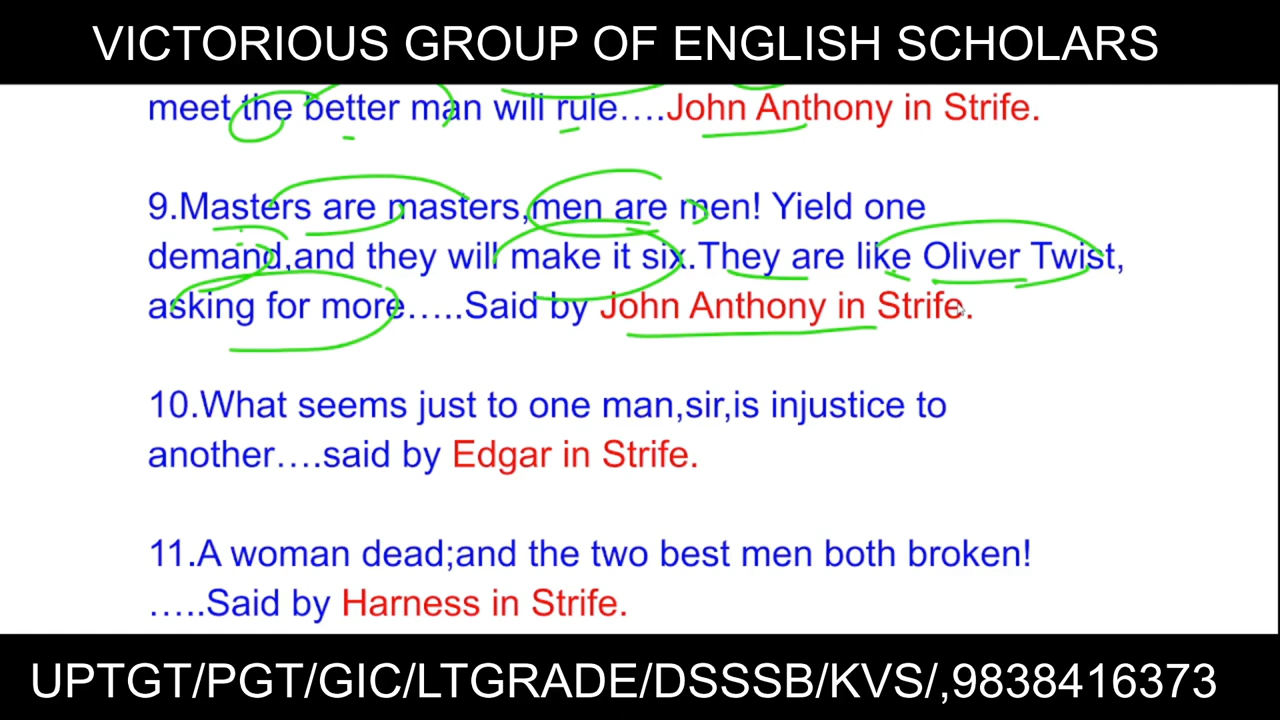 VICTORIOUS GROUP OF ENGLISH SCHOLARS
meet the better man will rule….John Anthony in Strife.
9.Masters are masters,men are men! Yield one
demand,and they will make it six.They are like Oliver Twist,
asking for more…..Said by John Anthony in Strife.
10.What seems just to one man,sir,is injustice to
another….said by Edgar in Strife.
11.A woman dead;and the two best men both broken!
…..Said by Harness in Strife.
UPTGT/PGT/GIC/LTGRADE/DSSSB/KVS/,9838416373